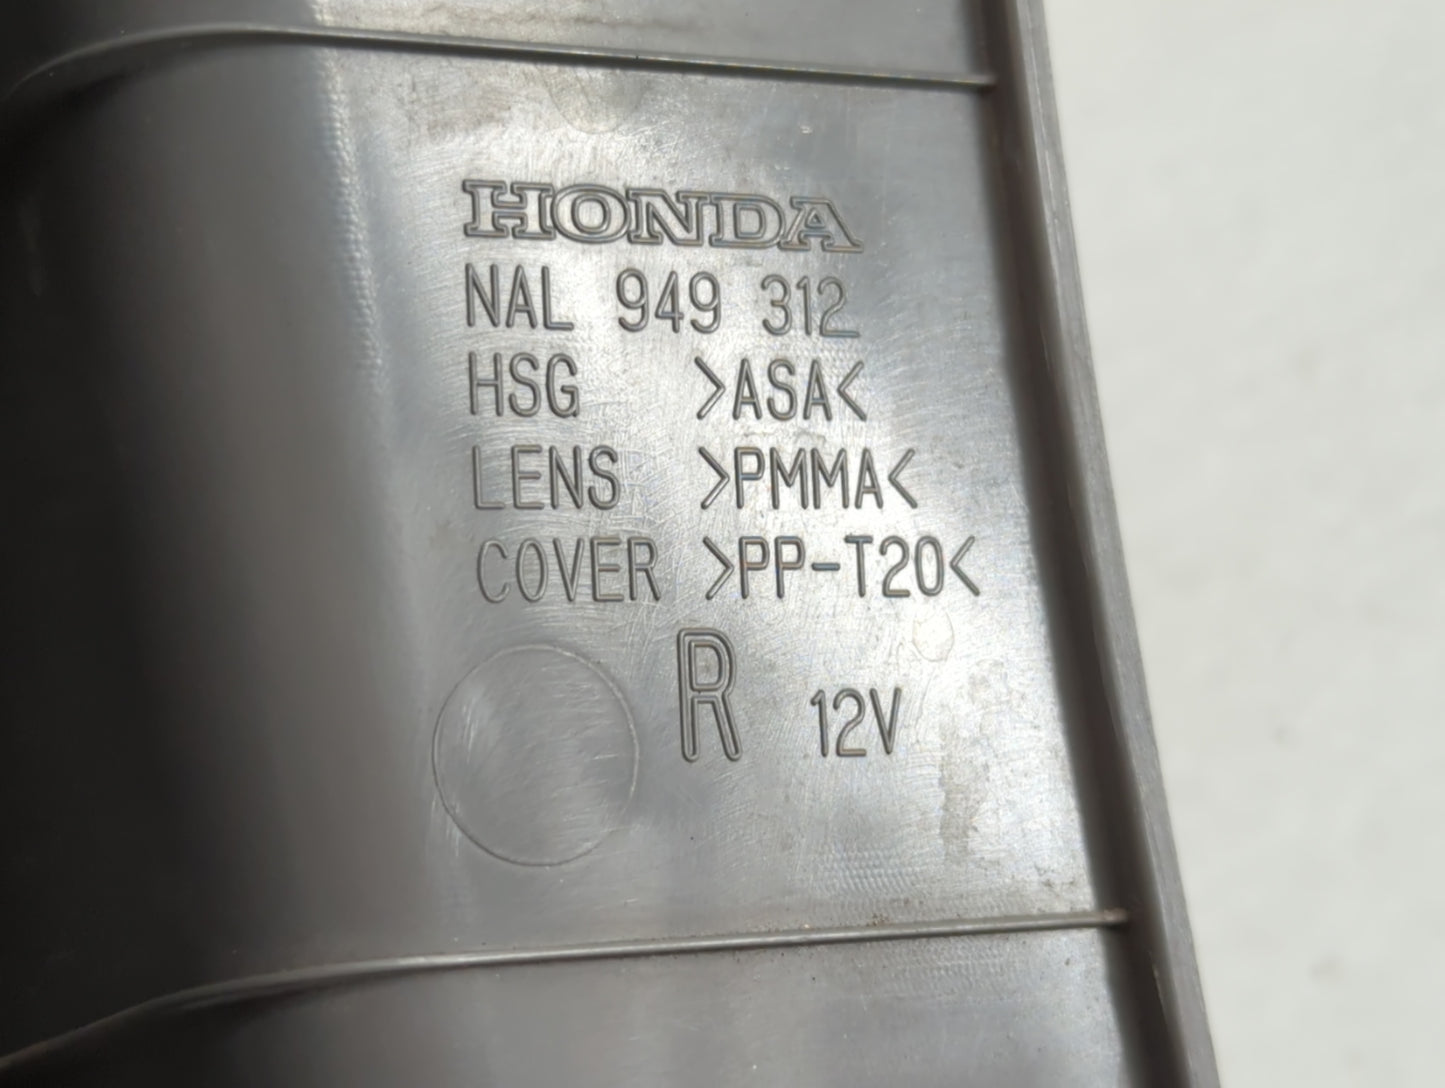 HONDA
NAL 949 312
HSG >ASA<
LENS >PMMA<
COVER >PP-T20<
R 12V